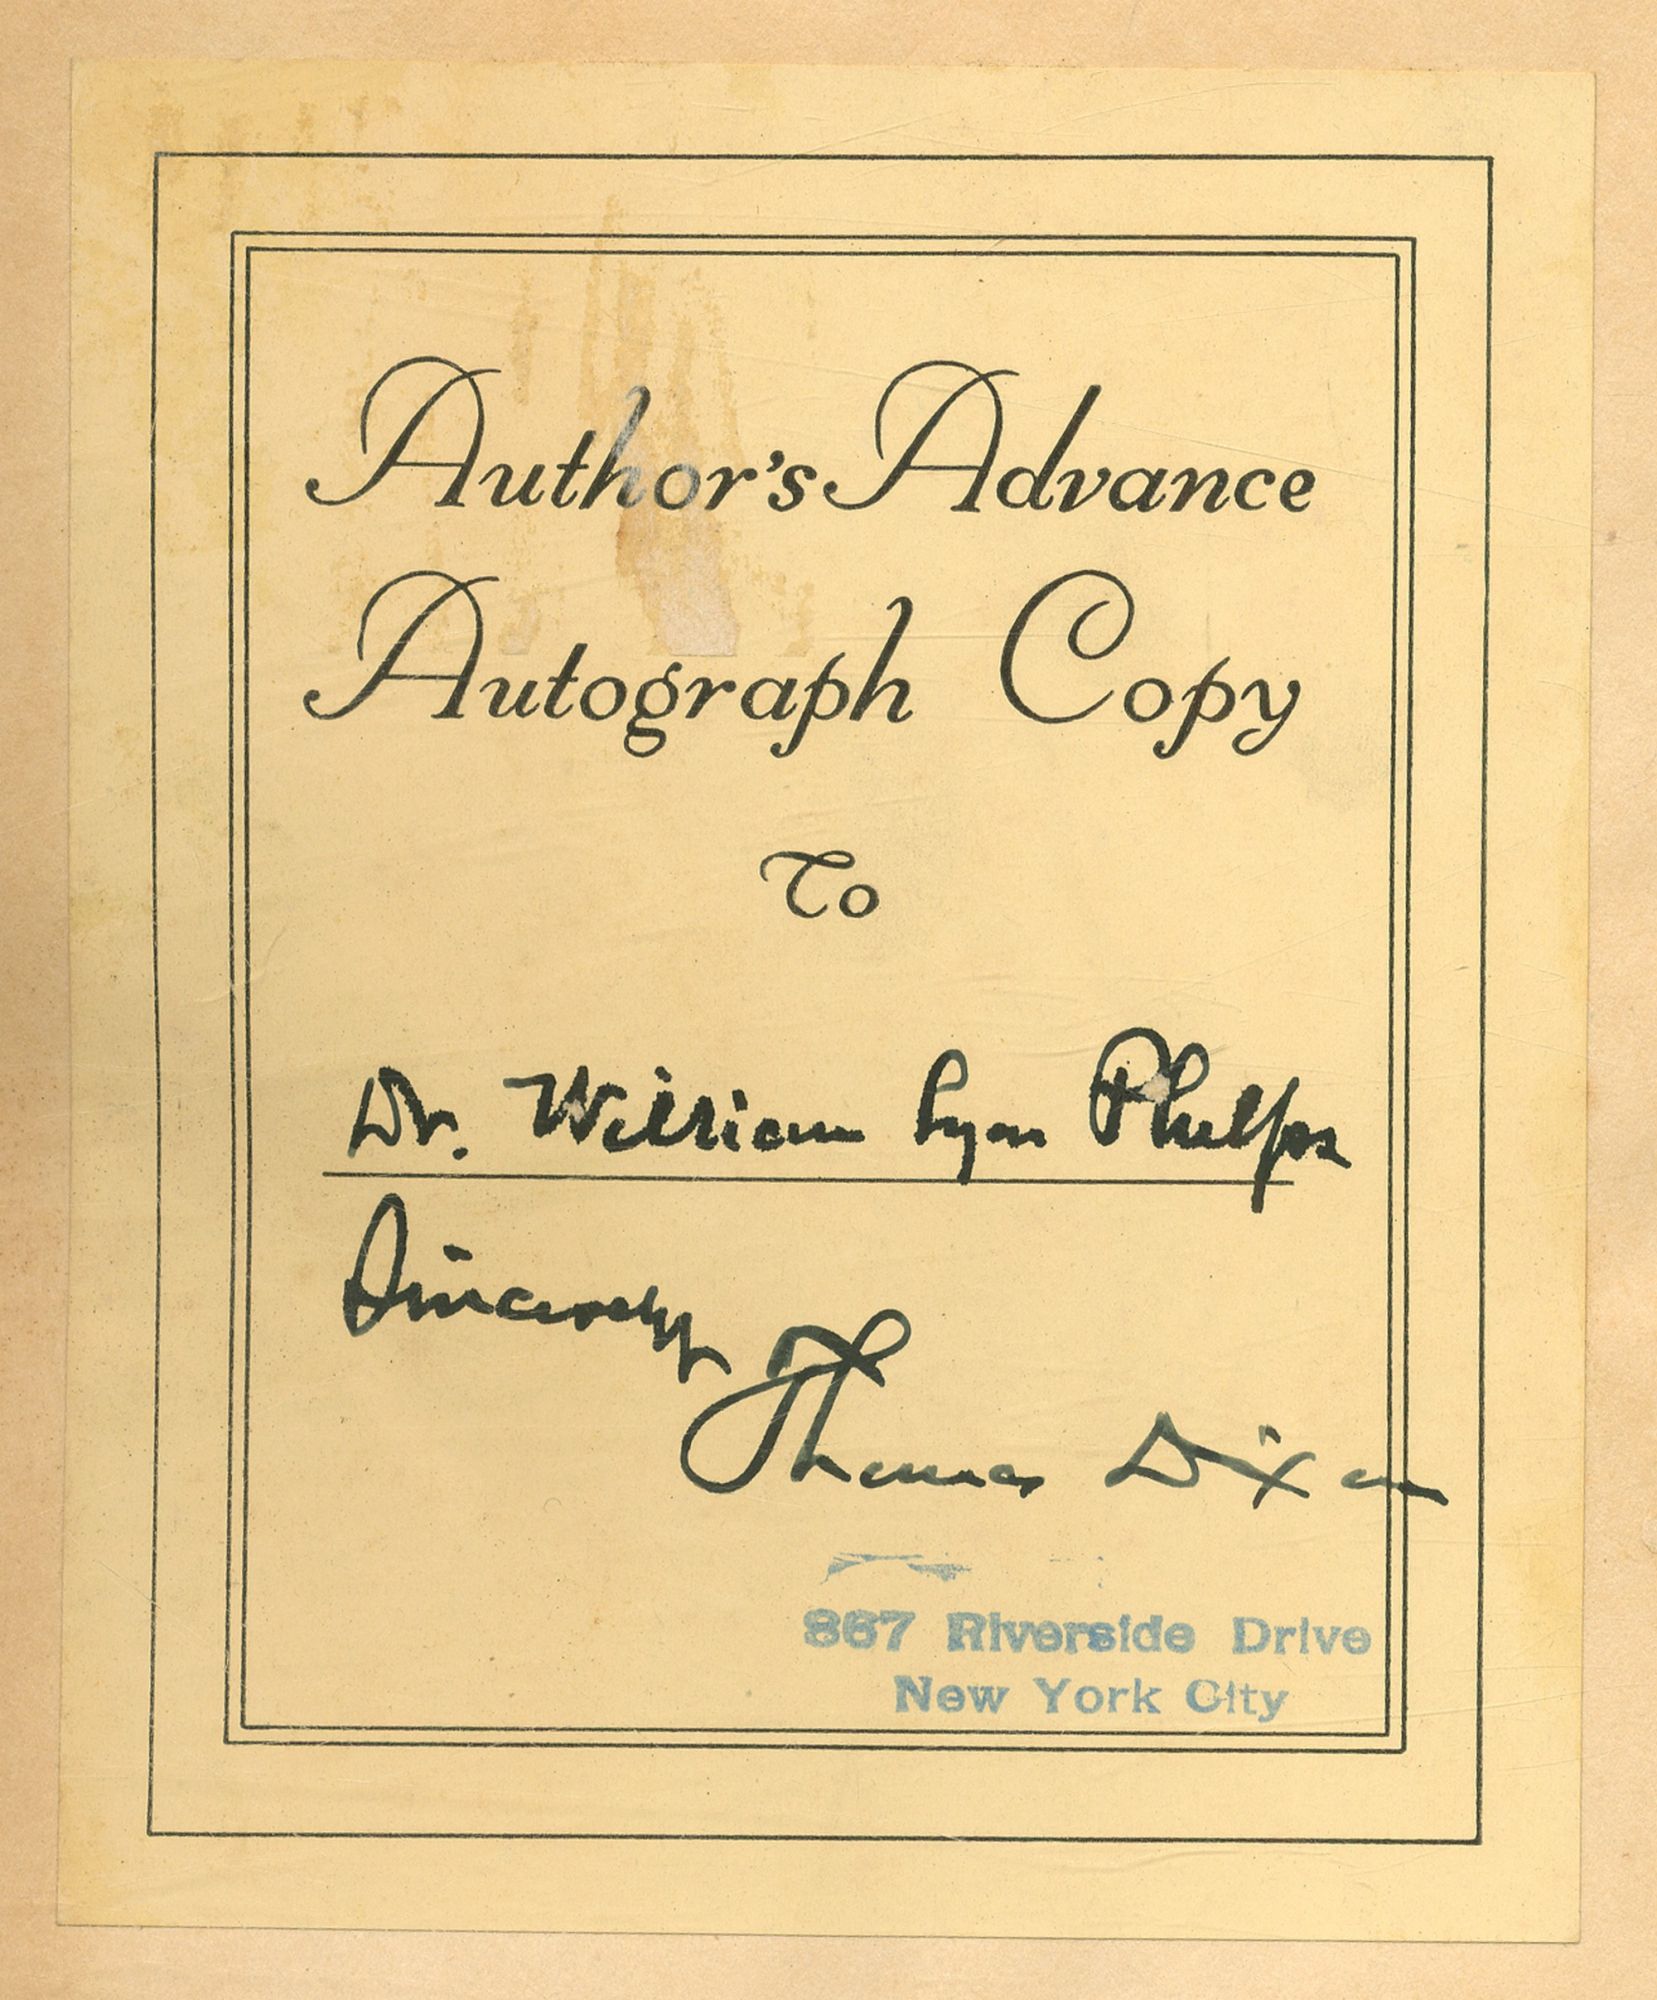 Author's Advance
Autograph Copy
To
Dr. William Lyon Phelps
Sincerely
Thomas Dixon
867 Riverside Drive
New York City